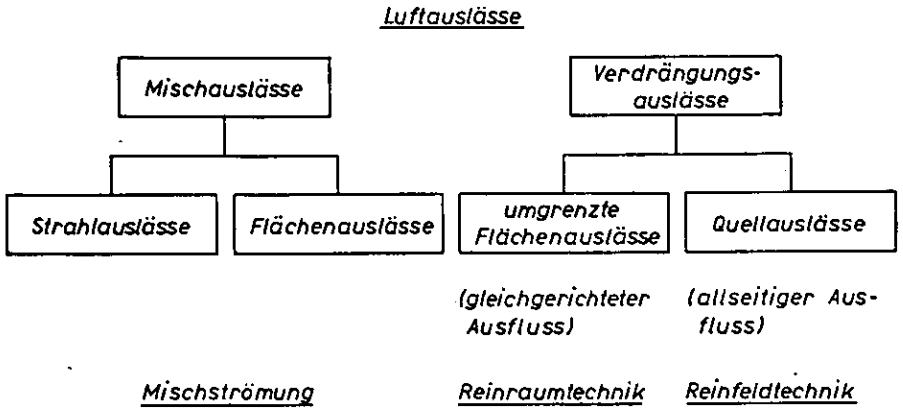 Luftauslässe
Mischauslässe
Verdrängungs-
auslässe
Strahlauslässe
Flächenauslässe
umgrenzte
Flächenauslässe
Quellauslässe
(gleichgerichteter
Ausfluss)
(allseitiger Aus-
fluss)
Mischströmung
Reinraumtechnik
Reinfeldtechnik